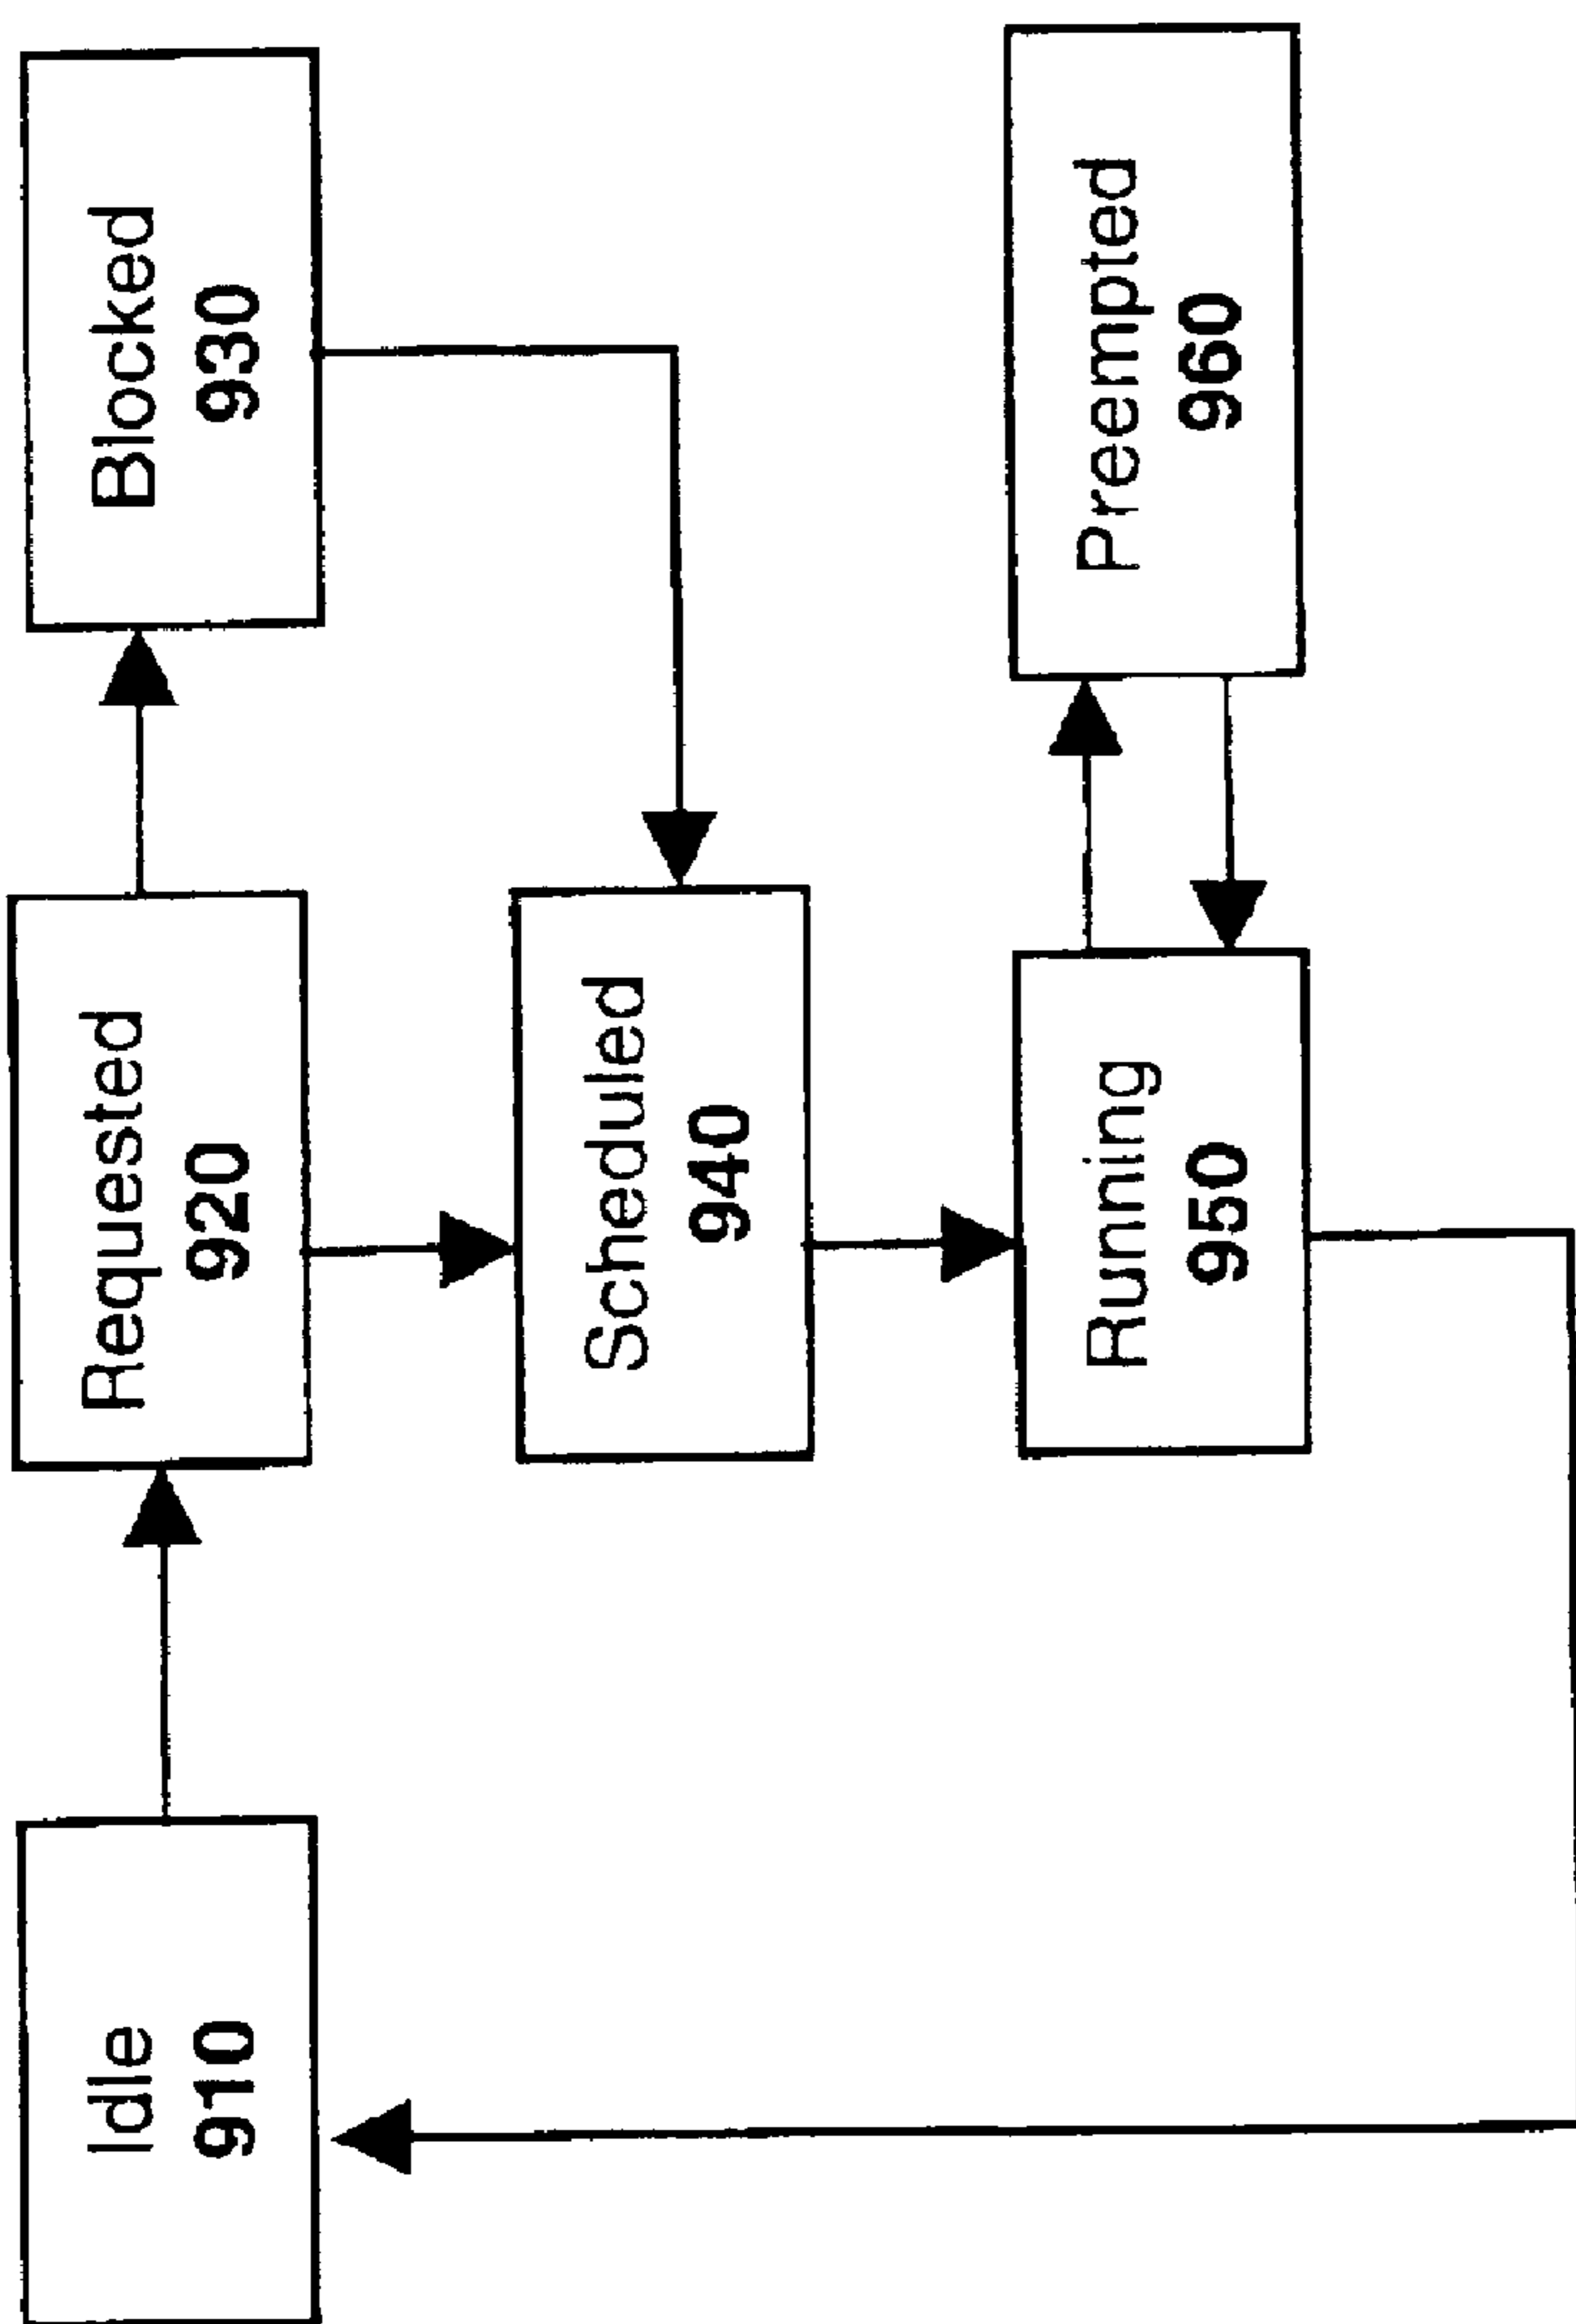 Idle
910
Requested
920
Blocked
930
Scheduled
940
Running
950
Preempted
960